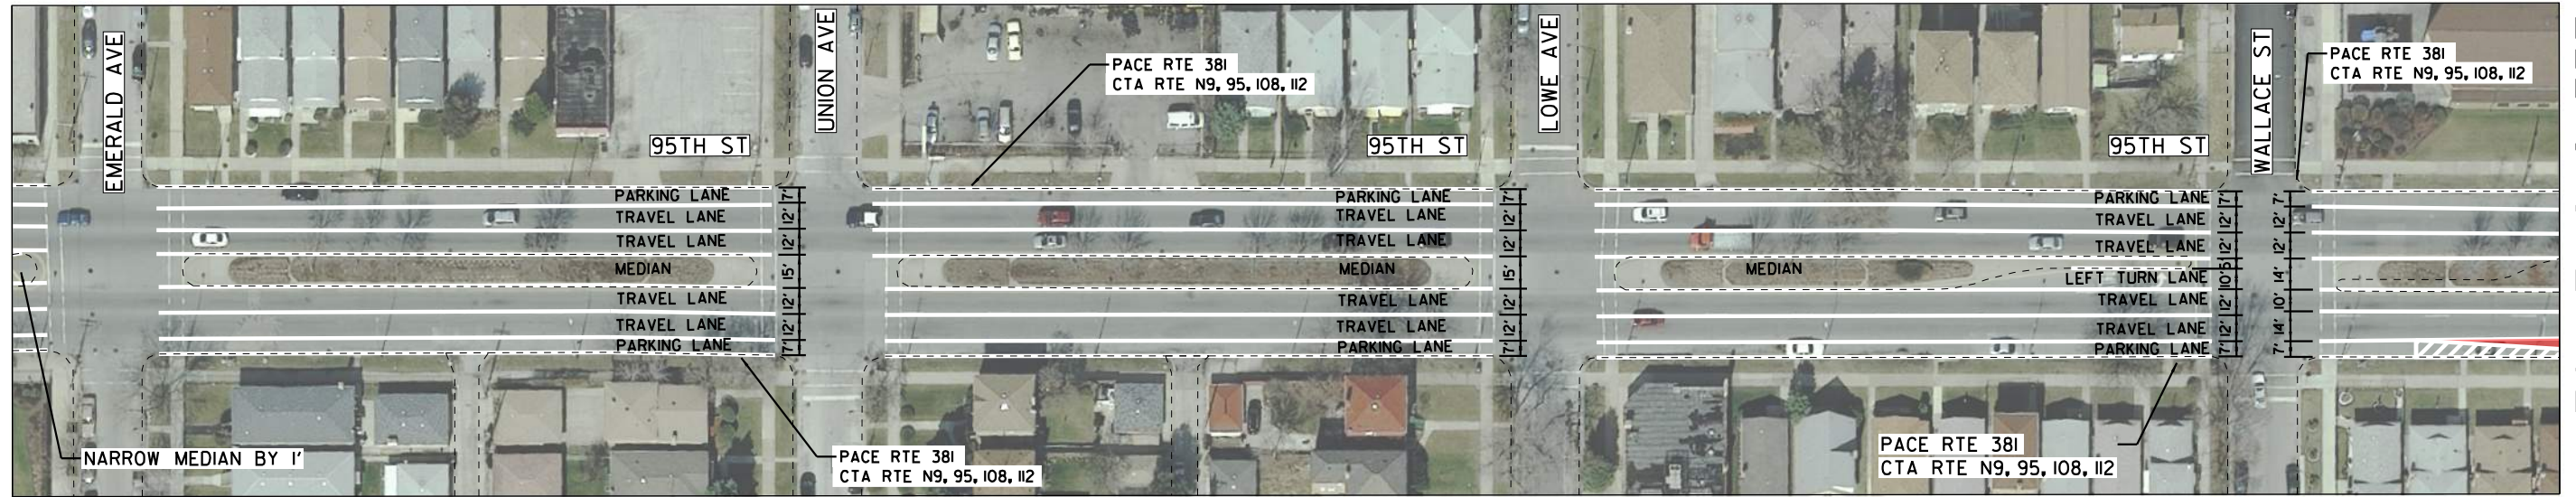 EMERALD AVE
UNION AVE
LOWE AVE
WALLACE ST
PACE RTE 381
CTA RTE N9, 95, 108, 112
PACE RTE 381
CTA RTE N9, 95, 108, 112
95TH ST
95TH ST
95TH ST
PARKING LANE 7'
TRAVEL LANE 12'
TRAVEL LANE 12'
MEDIAN 15'
TRAVEL LANE 12'
TRAVEL LANE 12'
PARKING LANE 7'
PARKING LANE 7'
TRAVEL LANE 12'
TRAVEL LANE 12'
MEDIAN 15'
TRAVEL LANE 12'
TRAVEL LANE 12'
PARKING LANE 7'
PARKING LANE 7'
TRAVEL LANE 12'
TRAVEL LANE 12'
MEDIAN 5'
LEFT TURN LANE 10'
TRAVEL LANE 12'
TRAVEL LANE 12'
PARKING LANE 7'
7'
12'
12'
14'
10'
14'
7'
NARROW MEDIAN BY 1'
PACE RTE 381
CTA RTE N9, 95, 108, 112
PACE RTE 381
CTA RTE N9, 95, 108, 112